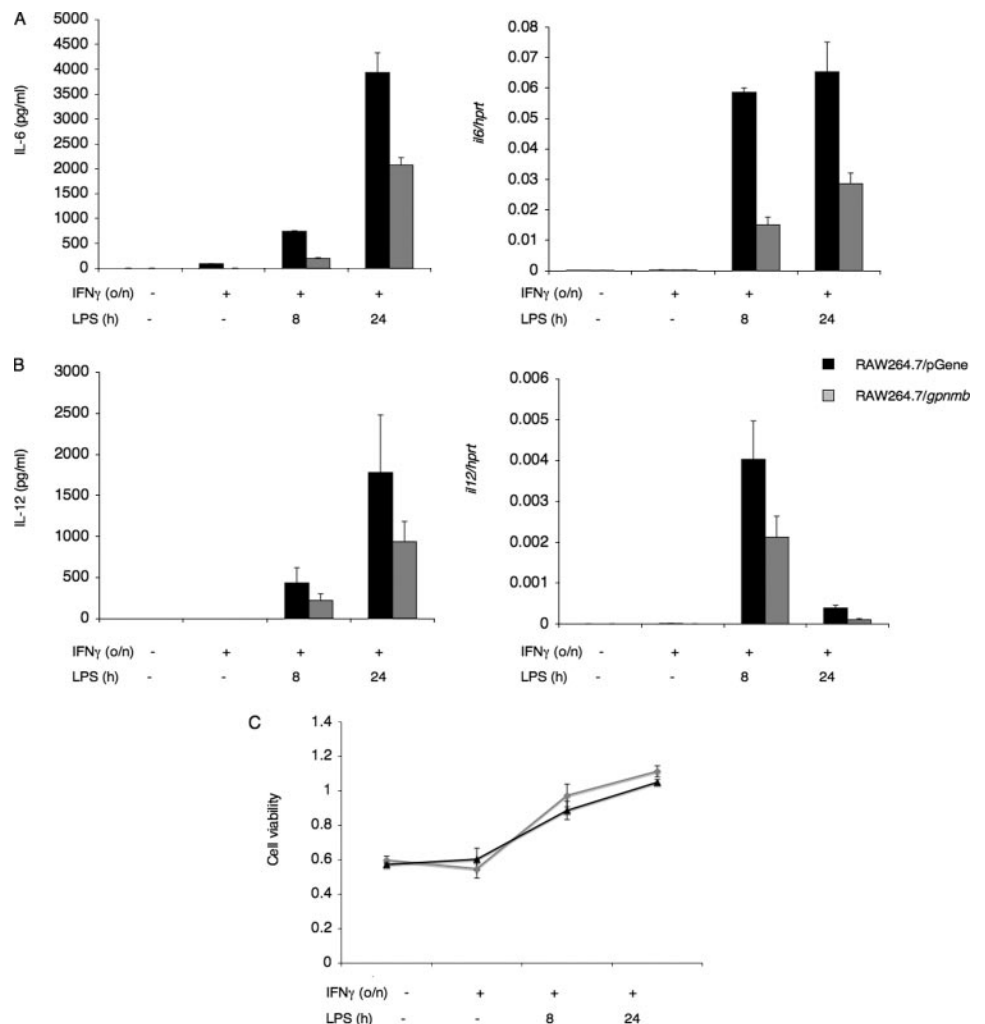 A
IL-6 (pg/ml)
5000
4500
4000
3500
3000
2500
2000
1500
1000
500
0
IFNγ (o/n) - + + +
LPS (h) - - 8 24
il6/hprt
0.08
0.07
0.06
0.05
0.04
0.03
0.02
0.01
0
IFNγ (o/n) - + + +
LPS (h) - - 8 24
B
IL-12 (pg/ml)
3000
2500
2000
1500
1000
500
0
IFNγ (o/n) - + + +
LPS (h) - - 8 24
il12/hprt
0.006
0.005
0.004
0.003
0.002
0.001
0
IFNγ (o/n) - + + +
LPS (h) - - 8 24
RAW264.7/pGene
RAW264.7/gpnmb
C
Cell viability
1.4
1.2
1
0.8
0.6
0.4
0.2
0
IFNγ (o/n) - + + +
LPS (h) - - 8 24